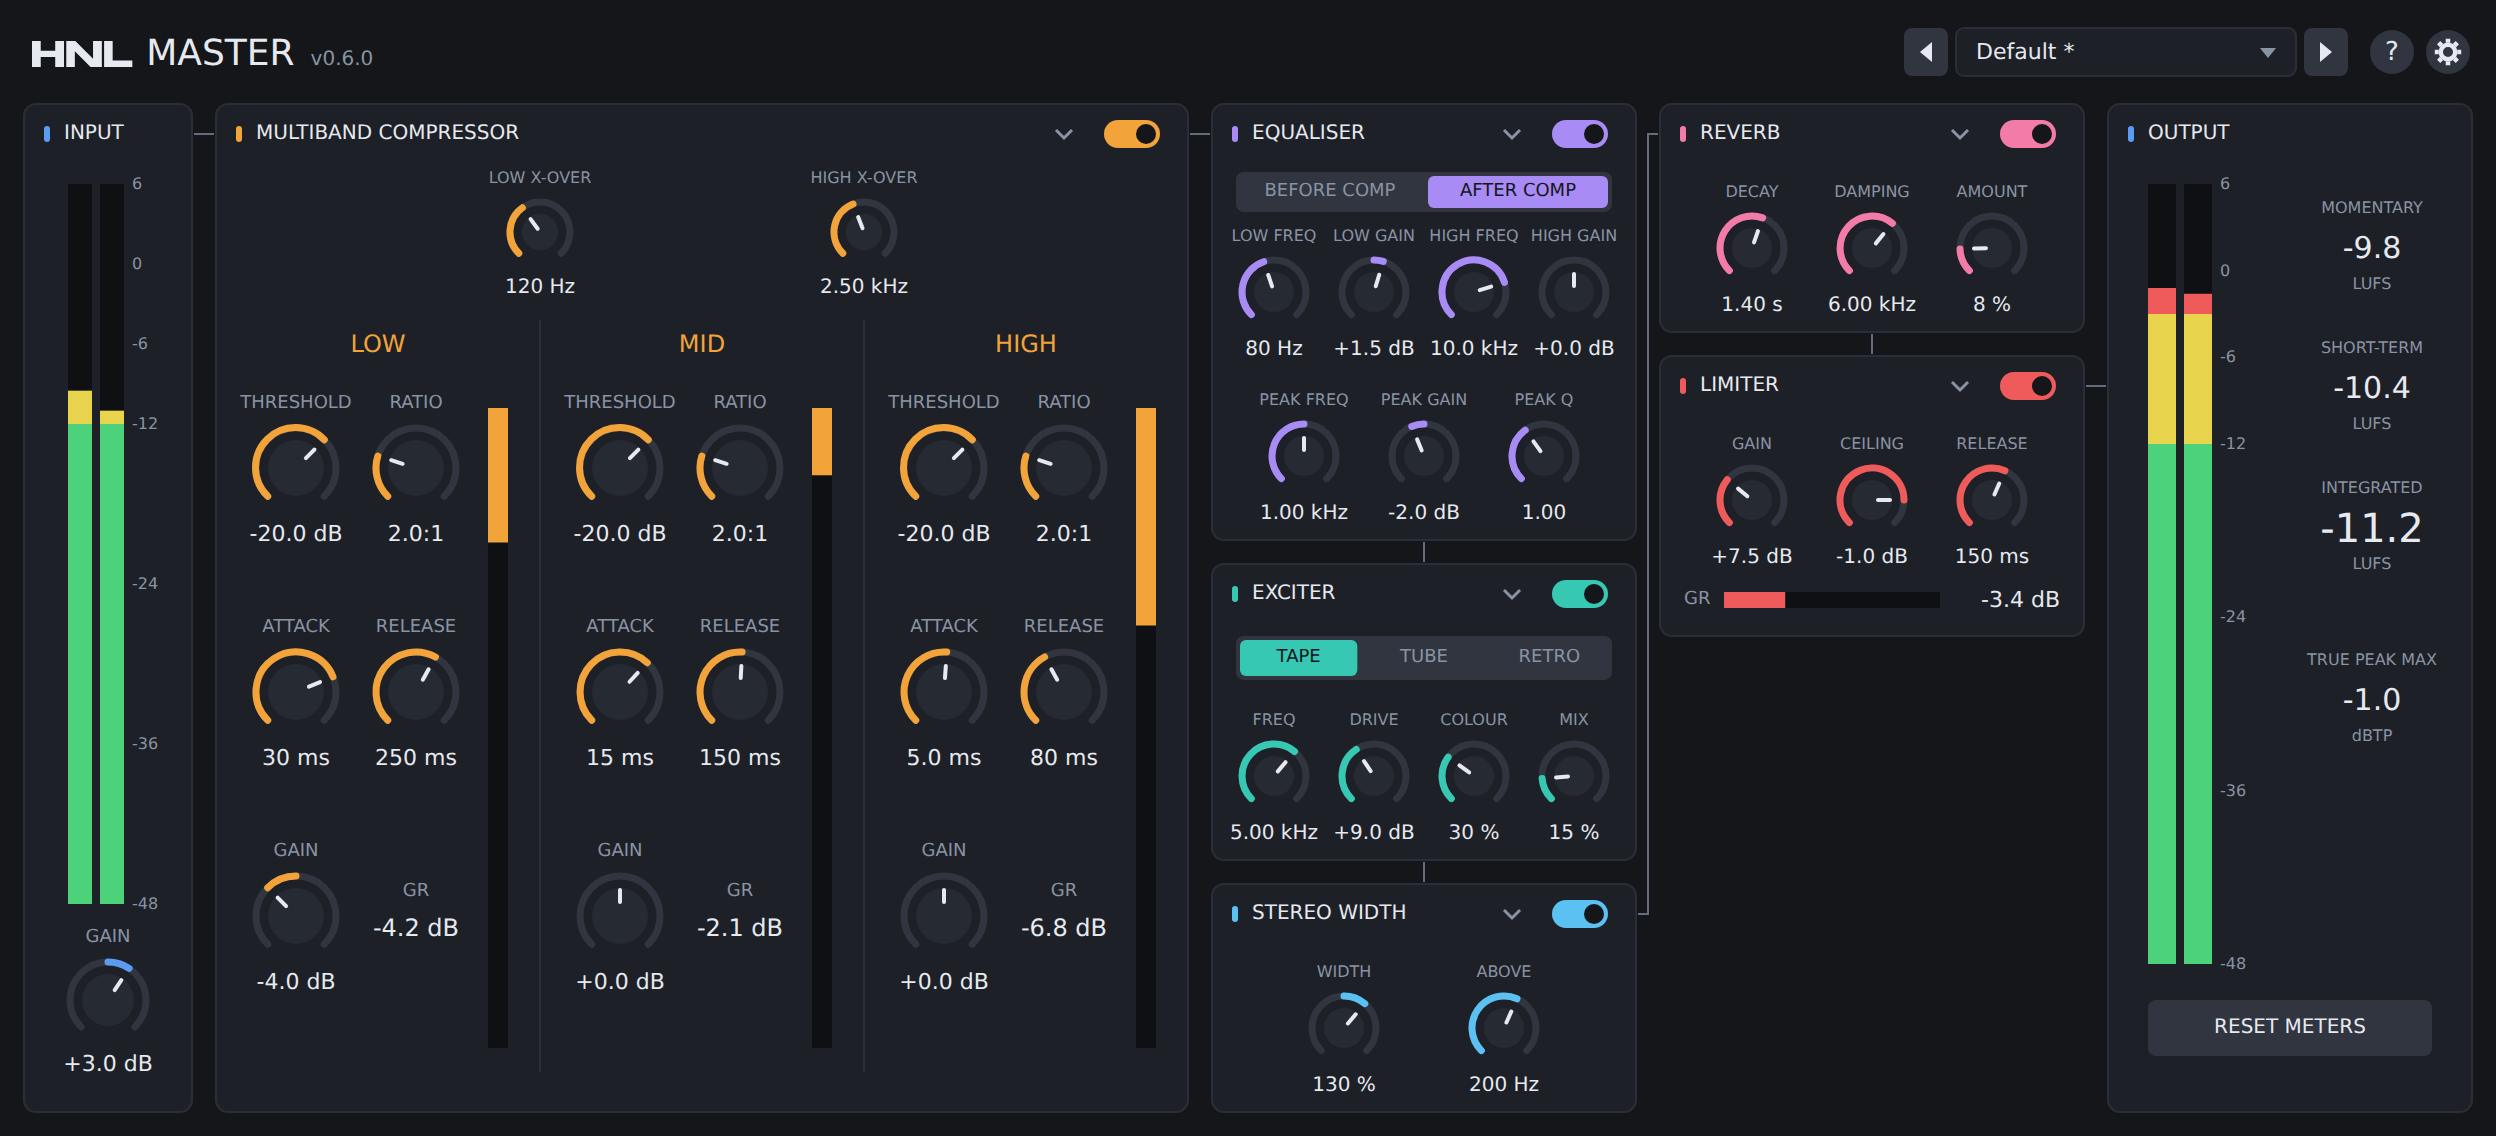 HNL MASTER v0.6.0
Default *
?
INPUT
6
0
-6
-12
-24
-36
-48
GAIN
+3.0 dB
MULTIBAND COMPRESSOR
LOW X-OVER HIGH X-OVER
120 Hz 2.50 kHz
LOW MID HIGH
THRESHOLD RATIO THRESHOLD RATIO THRESHOLD RATIO
-20.0 dB 2.0:1 -20.0 dB 2.0:1 -20.0 dB 2.0:1
ATTACK RELEASE ATTACK RELEASE ATTACK RELEASE
30 ms 250 ms 15 ms 150 ms 5.0 ms 80 ms
GAIN GAIN GAIN
GR GR GR
-4.2 dB -2.1 dB -6.8 dB
-4.0 dB +0.0 dB +0.0 dB
EQUALISER
BEFORE COMP AFTER COMP
LOW FREQ LOW GAIN HIGH FREQ HIGH GAIN
80 Hz +1.5 dB 10.0 kHz +0.0 dB
PEAK FREQ PEAK GAIN PEAK Q
1.00 kHz -2.0 dB 1.00
EXCITER
TAPE TUBE RETRO
FREQ DRIVE COLOUR MIX
5.00 kHz +9.0 dB 30 % 15 %
STEREO WIDTH
WIDTH ABOVE
130 % 200 Hz
REVERB
DECAY DAMPING AMOUNT
1.40 s 6.00 kHz 8 %
LIMITER
GAIN CEILING RELEASE
+7.5 dB -1.0 dB 150 ms
GR -3.4 dB
OUTPUT
6
0
-6
-12
-24
-36
-48
MOMENTARY
-9.8
LUFS
SHORT-TERM
-10.4
LUFS
INTEGRATED
-11.2
LUFS
TRUE PEAK MAX
-1.0
dBTP
RESET METERS